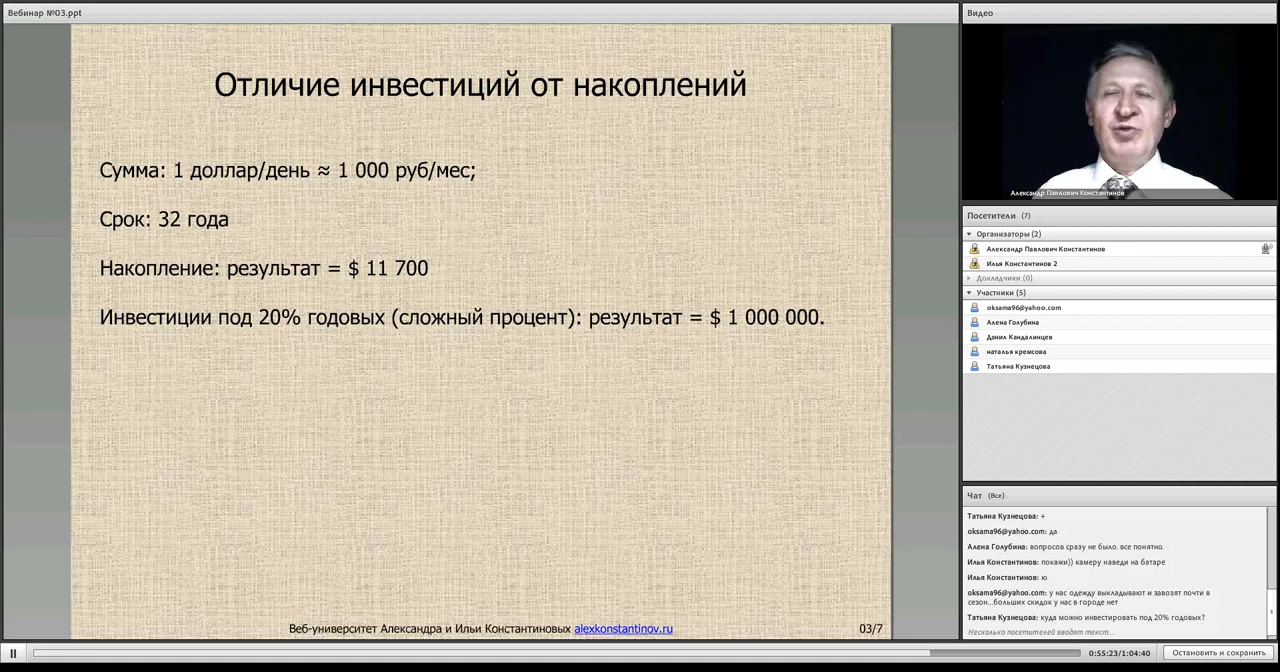 Вебинар №03.ppt
Отличие инвестиций от накоплений
Сумма: 1 доллар/день ≈ 1 000 руб/мес;
Срок: 32 года
Накопление: результат = $ 11 700
Инвестиции под 20% годовых (сложный процент): результат = $ 1 000 000.
Веб-университет Александра и Ильи Константиновых alexkonstantinov.ru
03/7
Видео
Александр Павлович Константинов
Посетители (7)
Организаторы (2)
Александр Павлович Константинов
Илья Константинов 2
Докладчики (0)
Участники (5)
oksama96@yahoo.com
Алена Голубина
Данил Кандалинцев
наталья кремсова
Татьяна Кузнецова
Чат (Все)
Татьяна Кузнецова: +
oksama96@yahoo.com: да
Алена Голубина: вопросов сразу не было. все понятно.
Илья Константинов: покажи)) камеру наведи на батаре
Илья Константинов: ю
oksama96@yahoo.com: у нас одежду выкладывают и завозят почти в
сезон...больших скидок у нас в городе нет
Татьяна Кузнецова: куда можно инвестировать под 20% годовых?
Несколько посетителей вводят текст...
0:55:23/1:04:40
Остановить и сохранить